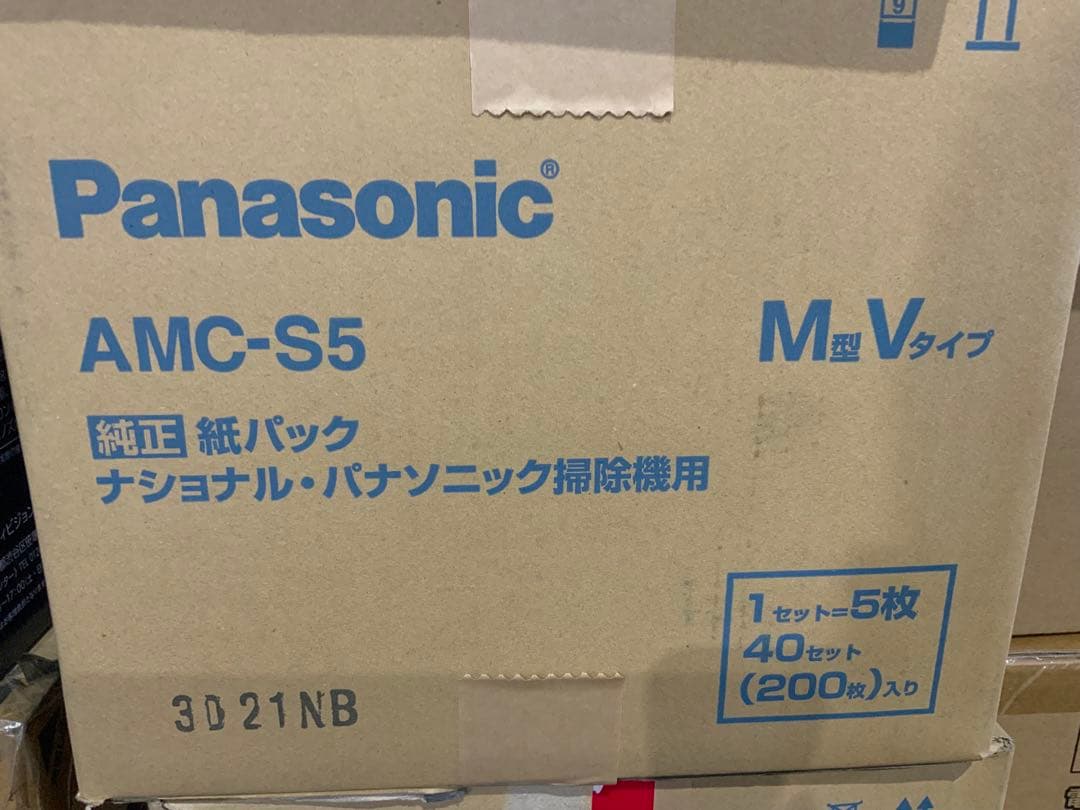 9
Panasonic®
AMC-S5
M型Vタイプ
純正 紙パック
ナショナル・パナソニック掃除機用
1セット=5枚
40セット
(200枚)入り
3D21NB